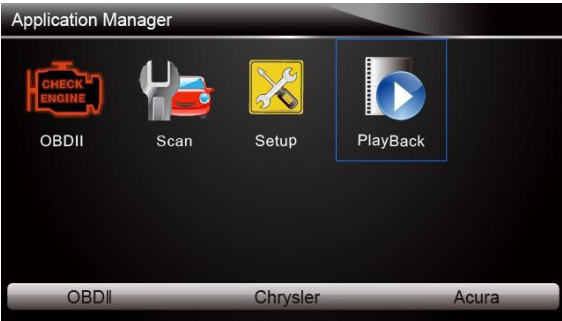 Application Manager
CHECK
ENGINE
OBDII
Scan
Setup
PlayBack
OBDⅡ
Chrysler
Acura